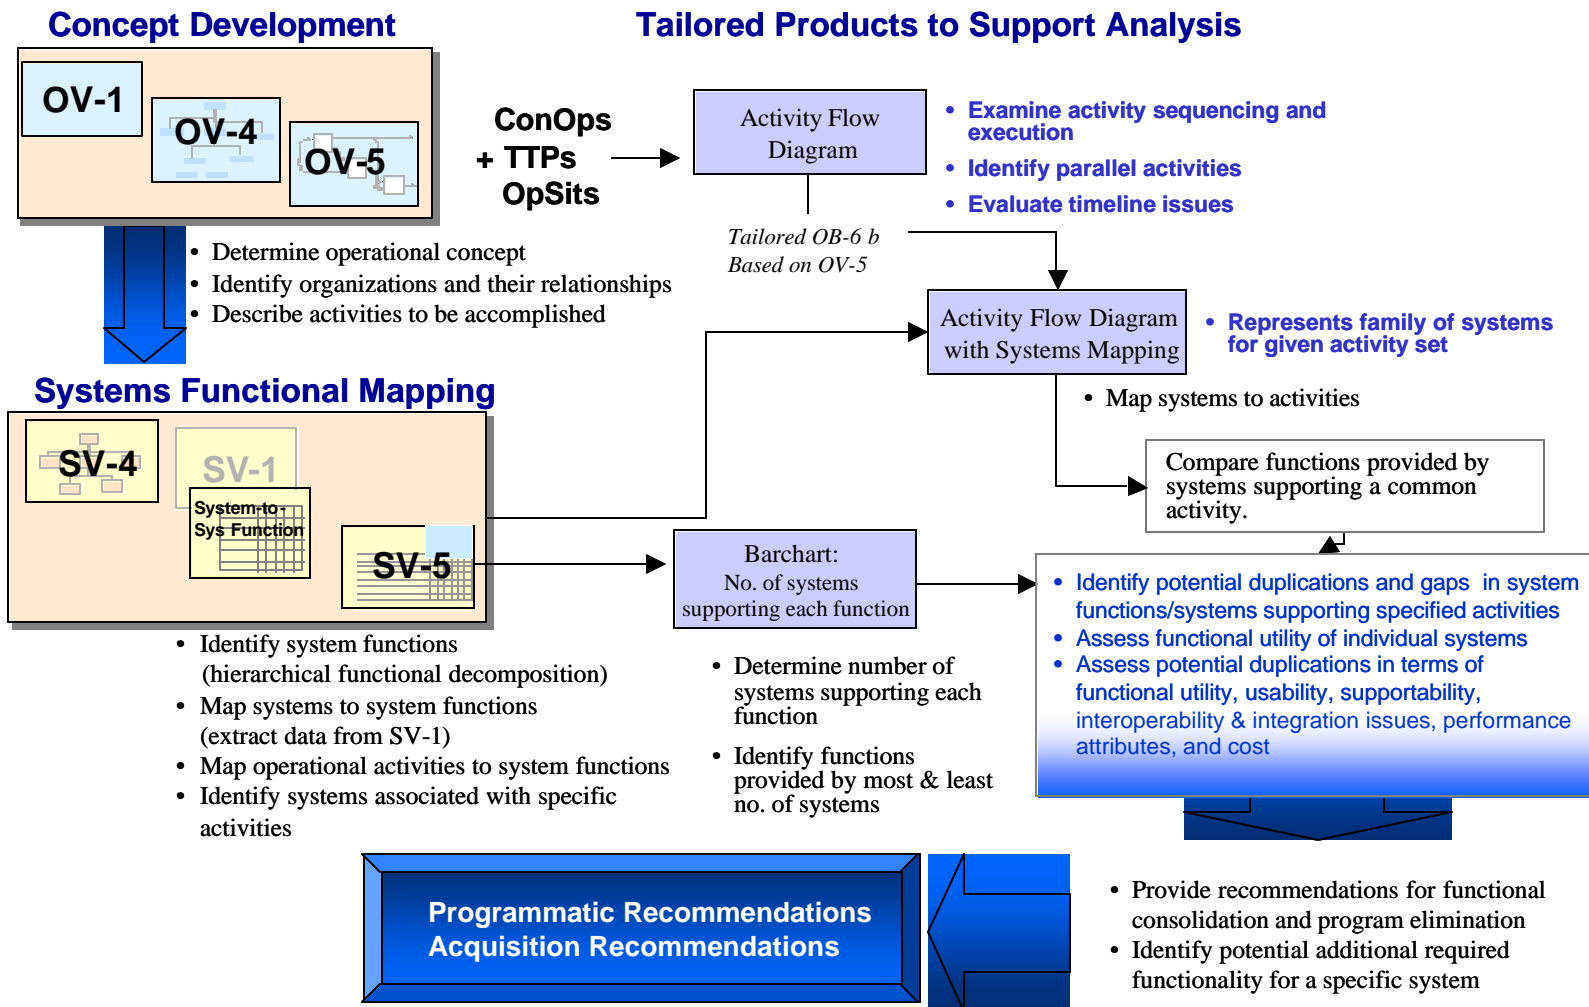 Concept Development
Tailored Products to Support Analysis
OV-1
OV-4
OV-5
ConOps
+ TTPs
OpSits
Activity Flow
Diagram
• Examine activity sequencing and
execution
• Identify parallel activities
• Evaluate timeline issues
Tailored OB-6 b
Based on OV-5
• Determine operational concept
• Identify organizations and their relationships
• Describe activities to be accomplished
Activity Flow Diagram
with Systems Mapping
• Represents family of systems
for given activity set
• Map systems to activities
Systems Functional Mapping
SV-4
SV-1
System-to-
Sys Function
SV-5
Compare functions provided by
systems supporting a common
activity.
Barchart:
No. of systems
supporting each function
• Identify potential duplications and gaps in system
functions/systems supporting specified activities
• Assess functional utility of individual systems
• Assess potential duplications in terms of
functional utility, usability, supportability,
interoperability & integration issues, performance
attributes, and cost
• Identify system functions
(hierarchical functional decomposition)
• Map systems to system functions
(extract data from SV-1)
• Map operational activities to system functions
• Identify systems associated with specific
activities
• Determine number of
systems supporting each
function
• Identify functions
provided by most & least
no. of systems
Programmatic Recommendations
Acquisition Recommendations
• Provide recommendations for functional
consolidation and program elimination
• Identify potential additional required
functionality for a specific system